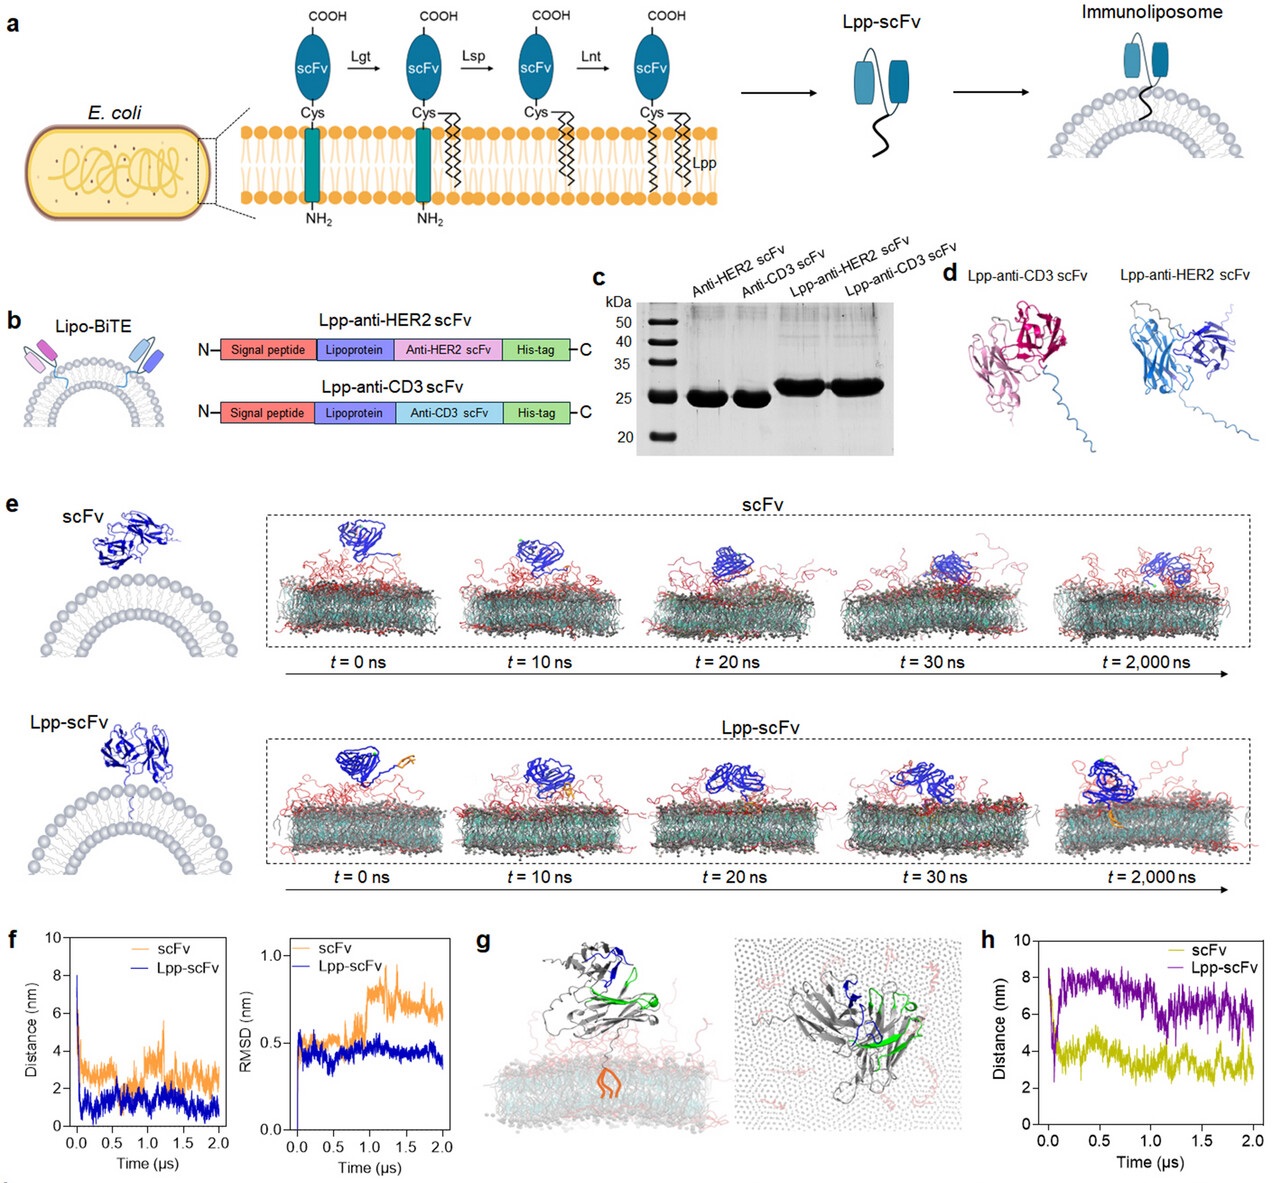 a
E. coli
COOH
COOH
COOH
COOH
scFv
scFv
scFv
scFv
Lgt
Lsp
Lnt
Cys
Cys
Cys
Cys
Lpp
NH2
NH2
Lpp-scFv
Immunoliposome
b
Lipo-BiTE
Lpp-anti-HER2 scFv
N
Signal peptide
Lipoprotein
Anti-HER2 scFv
His-tag
C
Lpp-anti-CD3 scFv
N
Signal peptide
Lipoprotein
Anti-CD3 scFv
His-tag
C
c
kDa
50
40
35
25
20
Anti-HER2 scFv
Anti-CD3 scFv
Lpp-anti-HER2 scFv
Lpp-anti-CD3 scFv
d
Lpp-anti-CD3 scFv
Lpp-anti-HER2 scFv
e
scFv
scFv
t = 0 ns
t = 10 ns
t = 20 ns
t = 30 ns
t = 2,000 ns
Lpp-scFv
Lpp-scFv
t = 0 ns
t = 10 ns
t = 20 ns
t = 30 ns
t = 2,000 ns
f
Distance (nm)
10
8
6
4
2
0
scFv
Lpp-scFv
0.0
0.5
1.0
1.5
2.0
Time (µs)
RMSD (nm)
1.0
0.5
0.0
scFv
Lpp-scFv
0.0
0.5
1.0
1.5
2.0
Time (µs)
g
h
Distance (nm)
10
8
6
4
2
0
scFv
Lpp-scFv
0.0
0.5
1.0
1.5
2.0
Time (µs)